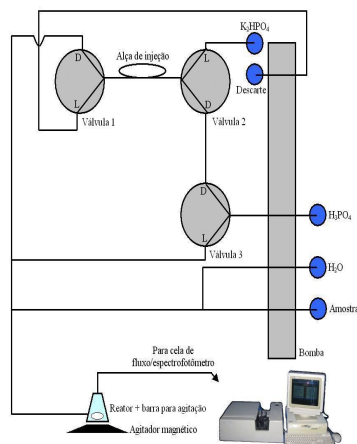 K₂HPO₄
Alça de injeção
D
L
Descarte
L
D
Válvula 1
Válvula 2
D
H₃PO₄
L
Válvula 3
H₂O
Amostra
Bomba
Para cela de
fluxo/espectrofotômetro
Reator + barra para agitação
Agitador magnético